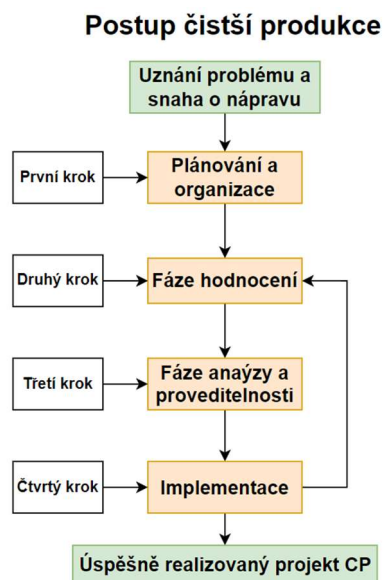 Postup čistší produkce
Uznání problému a
snaha o nápravu
První krok
Plánování a
organizace
Druhý krok
Fáze hodnocení
Třetí krok
Fáze anaýzy a
proveditelnosti
Čtvrtý krok
Implementace
Úspěšně realizovaný projekt CP